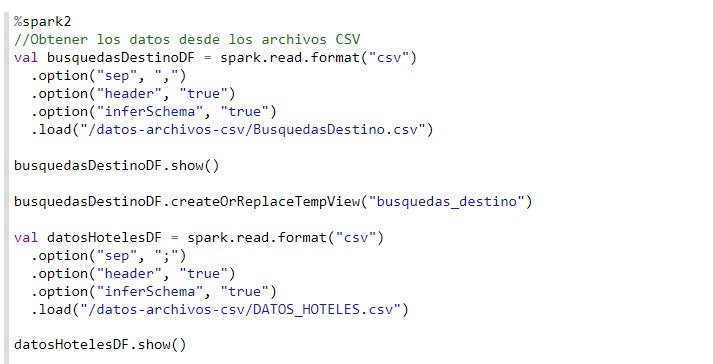 %spark2
//Obtener los datos desde los archivos CSV
val busquedasDestinoDF = spark.read.format("csv")
  .option("sep", ",")
  .option("header", "true")
  .option("inferSchema", "true")
  .load("/datos-archivos-csv/BusquedasDestino.csv")

busquedasDestinoDF.show()

busquedasDestinoDF.createOrReplaceTempView("busquedas_destino")

val datosHotelesDF = spark.read.format("csv")
  .option("sep", ";")
  .option("header", "true")
  .option("inferSchema", "true")
  .load("/datos-archivos-csv/DATOS_HOTELES.csv")

datosHotelesDF.show()